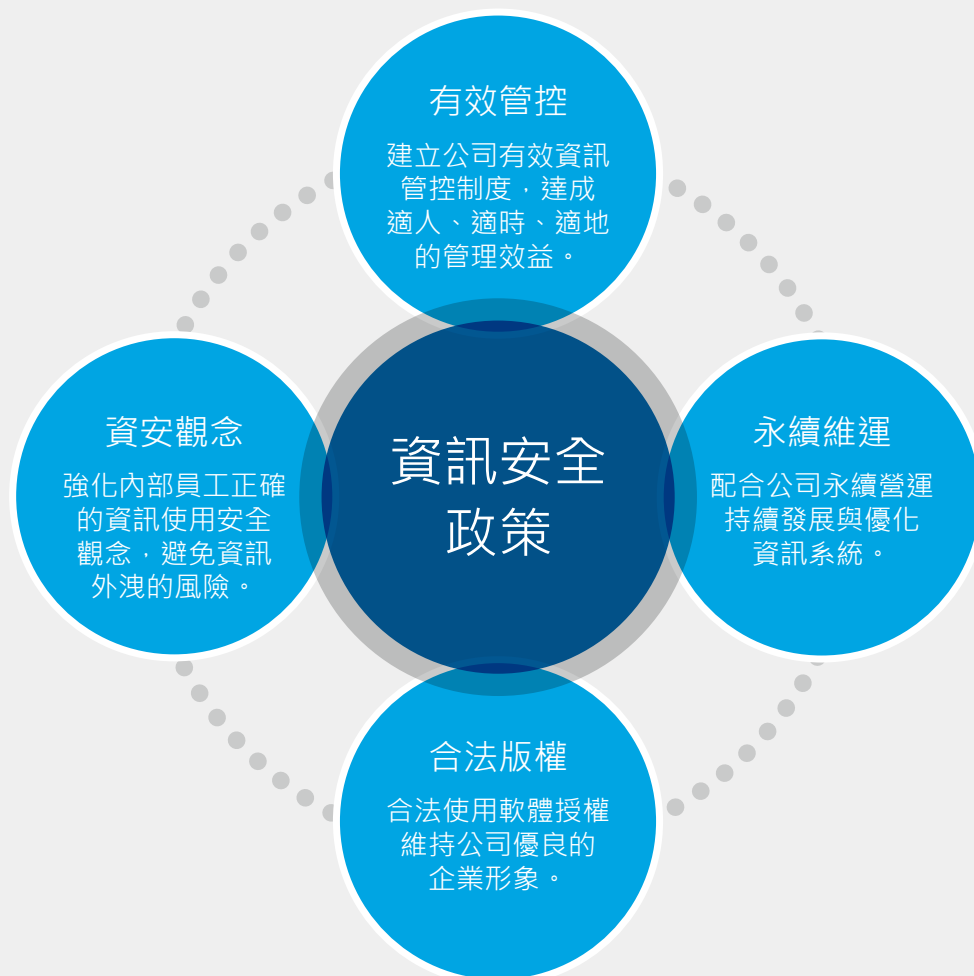 有效管控
建立公司有效資訊
管控制度，達成
適人、適時、適地
的管理效益。
資安觀念
強化內部員工正確
的資訊使用安全
觀念，避免資訊
外洩的風險。
資訊安全
政策
永續維運
配合公司永續營運
持續發展與優化
資訊系統。
合法版權
合法使用軟體授權
維持公司優良的
企業形象。